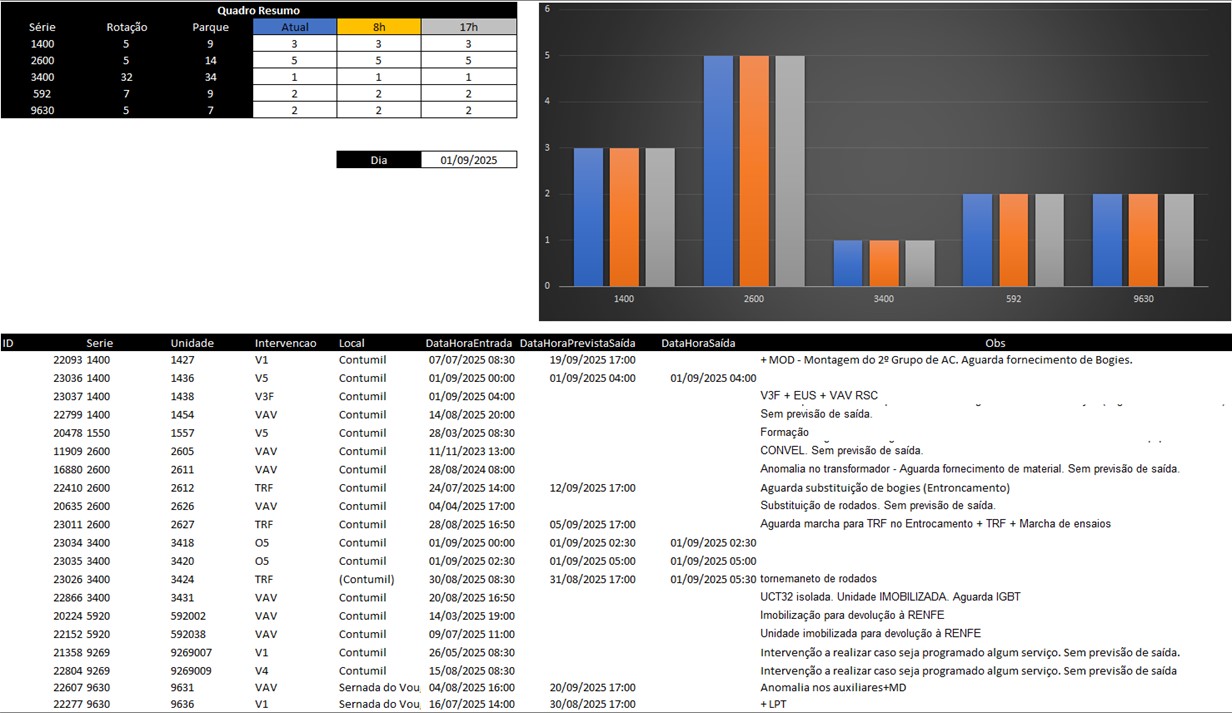 Quadro Resumo
Série Rotação Parque Atual 8h 17h
1400 5 9 3 3 3
2600 5 14 5 5 5
3400 32 34 1 1 1
592 7 9 2 2 2
9630 5 7 2 2 2
Dia 01/09/2025
6
5
4
3
2
1
0
1400 2600 3400 592 9630
ID Serie Unidade Intervencao Local DataHoraEntrada DataHoraPrevistaSaída DataHoraSaída Obs
22093 1400 1427 V1 Contumil 07/07/2025 08:30 19/09/2025 17:00 + MOD - Montagem do 2º Grupo de AC. Aguarda fornecimento de Bogies.
23036 1400 1436 V5 Contumil 01/09/2025 00:00 01/09/2025 04:00 01/09/2025 04:00
23037 1400 1438 V3F Contumil 01/09/2025 04:00 V3F + EUS + VAV RSC
22799 1400 1454 VAV Contumil 14/08/2025 20:00 Sem previsão de saída.
20478 1550 1557 V5 Contumil 28/03/2025 08:30 Formação
11909 2600 2605 VAV Contumil 11/11/2023 13:00 CONVEL. Sem previsão de saída.
16880 2600 2611 VAV Contumil 28/08/2024 08:00 Anomalia no transformador - Aguarda fornecimento de material. Sem previsão de saída.
22410 2600 2612 TRF Contumil 24/07/2025 14:00 12/09/2025 17:00 Aguarda substituição de bogies (Entroncamento)
20635 2600 2626 VAV Contumil 04/04/2025 17:00 Substituição de rodados. Sem previsão de saída.
23011 2600 2627 TRF Contumil 28/08/2025 16:50 05/09/2025 17:00 Aguarda marcha para TRF no Entrocamento + TRF + Marcha de ensaios
23034 3400 3418 O5 Contumil 01/09/2025 00:00 01/09/2025 02:30 01/09/2025 02:30
23035 3400 3420 O5 Contumil 01/09/2025 02:30 01/09/2025 05:00 01/09/2025 05:00
23026 3400 3424 TRF (Contumil) 30/08/2025 08:30 31/08/2025 17:00 01/09/2025 05:30 tornemaneto de rodados
22866 3400 3431 VAV Contumil 20/08/2025 16:50 UCT32 isolada. Unidade IMOBILIZADA. Aguarda IGBT
20224 5920 592002 VAV Contumil 14/03/2025 19:00 Imobilização para devolução à RENFE
22152 5920 592038 VAV Contumil 09/07/2025 11:00 Unidade imobilizada para devolução à RENFE
21358 9269 9269007 V1 Contumil 26/05/2025 08:30 Intervenção a realizar caso seja programado algum serviço. Sem previsão de saída.
22804 9269 9269009 V4 Contumil 15/08/2025 08:30 Intervenção a realizar caso seja programado algum serviço. Sem previsão de saída
22607 9630 9631 VAV Sernada do Vou 04/08/2025 16:00 20/09/2025 17:00 Anomalia nos auxiliares+MD
22277 9630 9636 V1 Sernada do Vou 16/07/2025 14:00 30/08/2025 17:00 + LPT